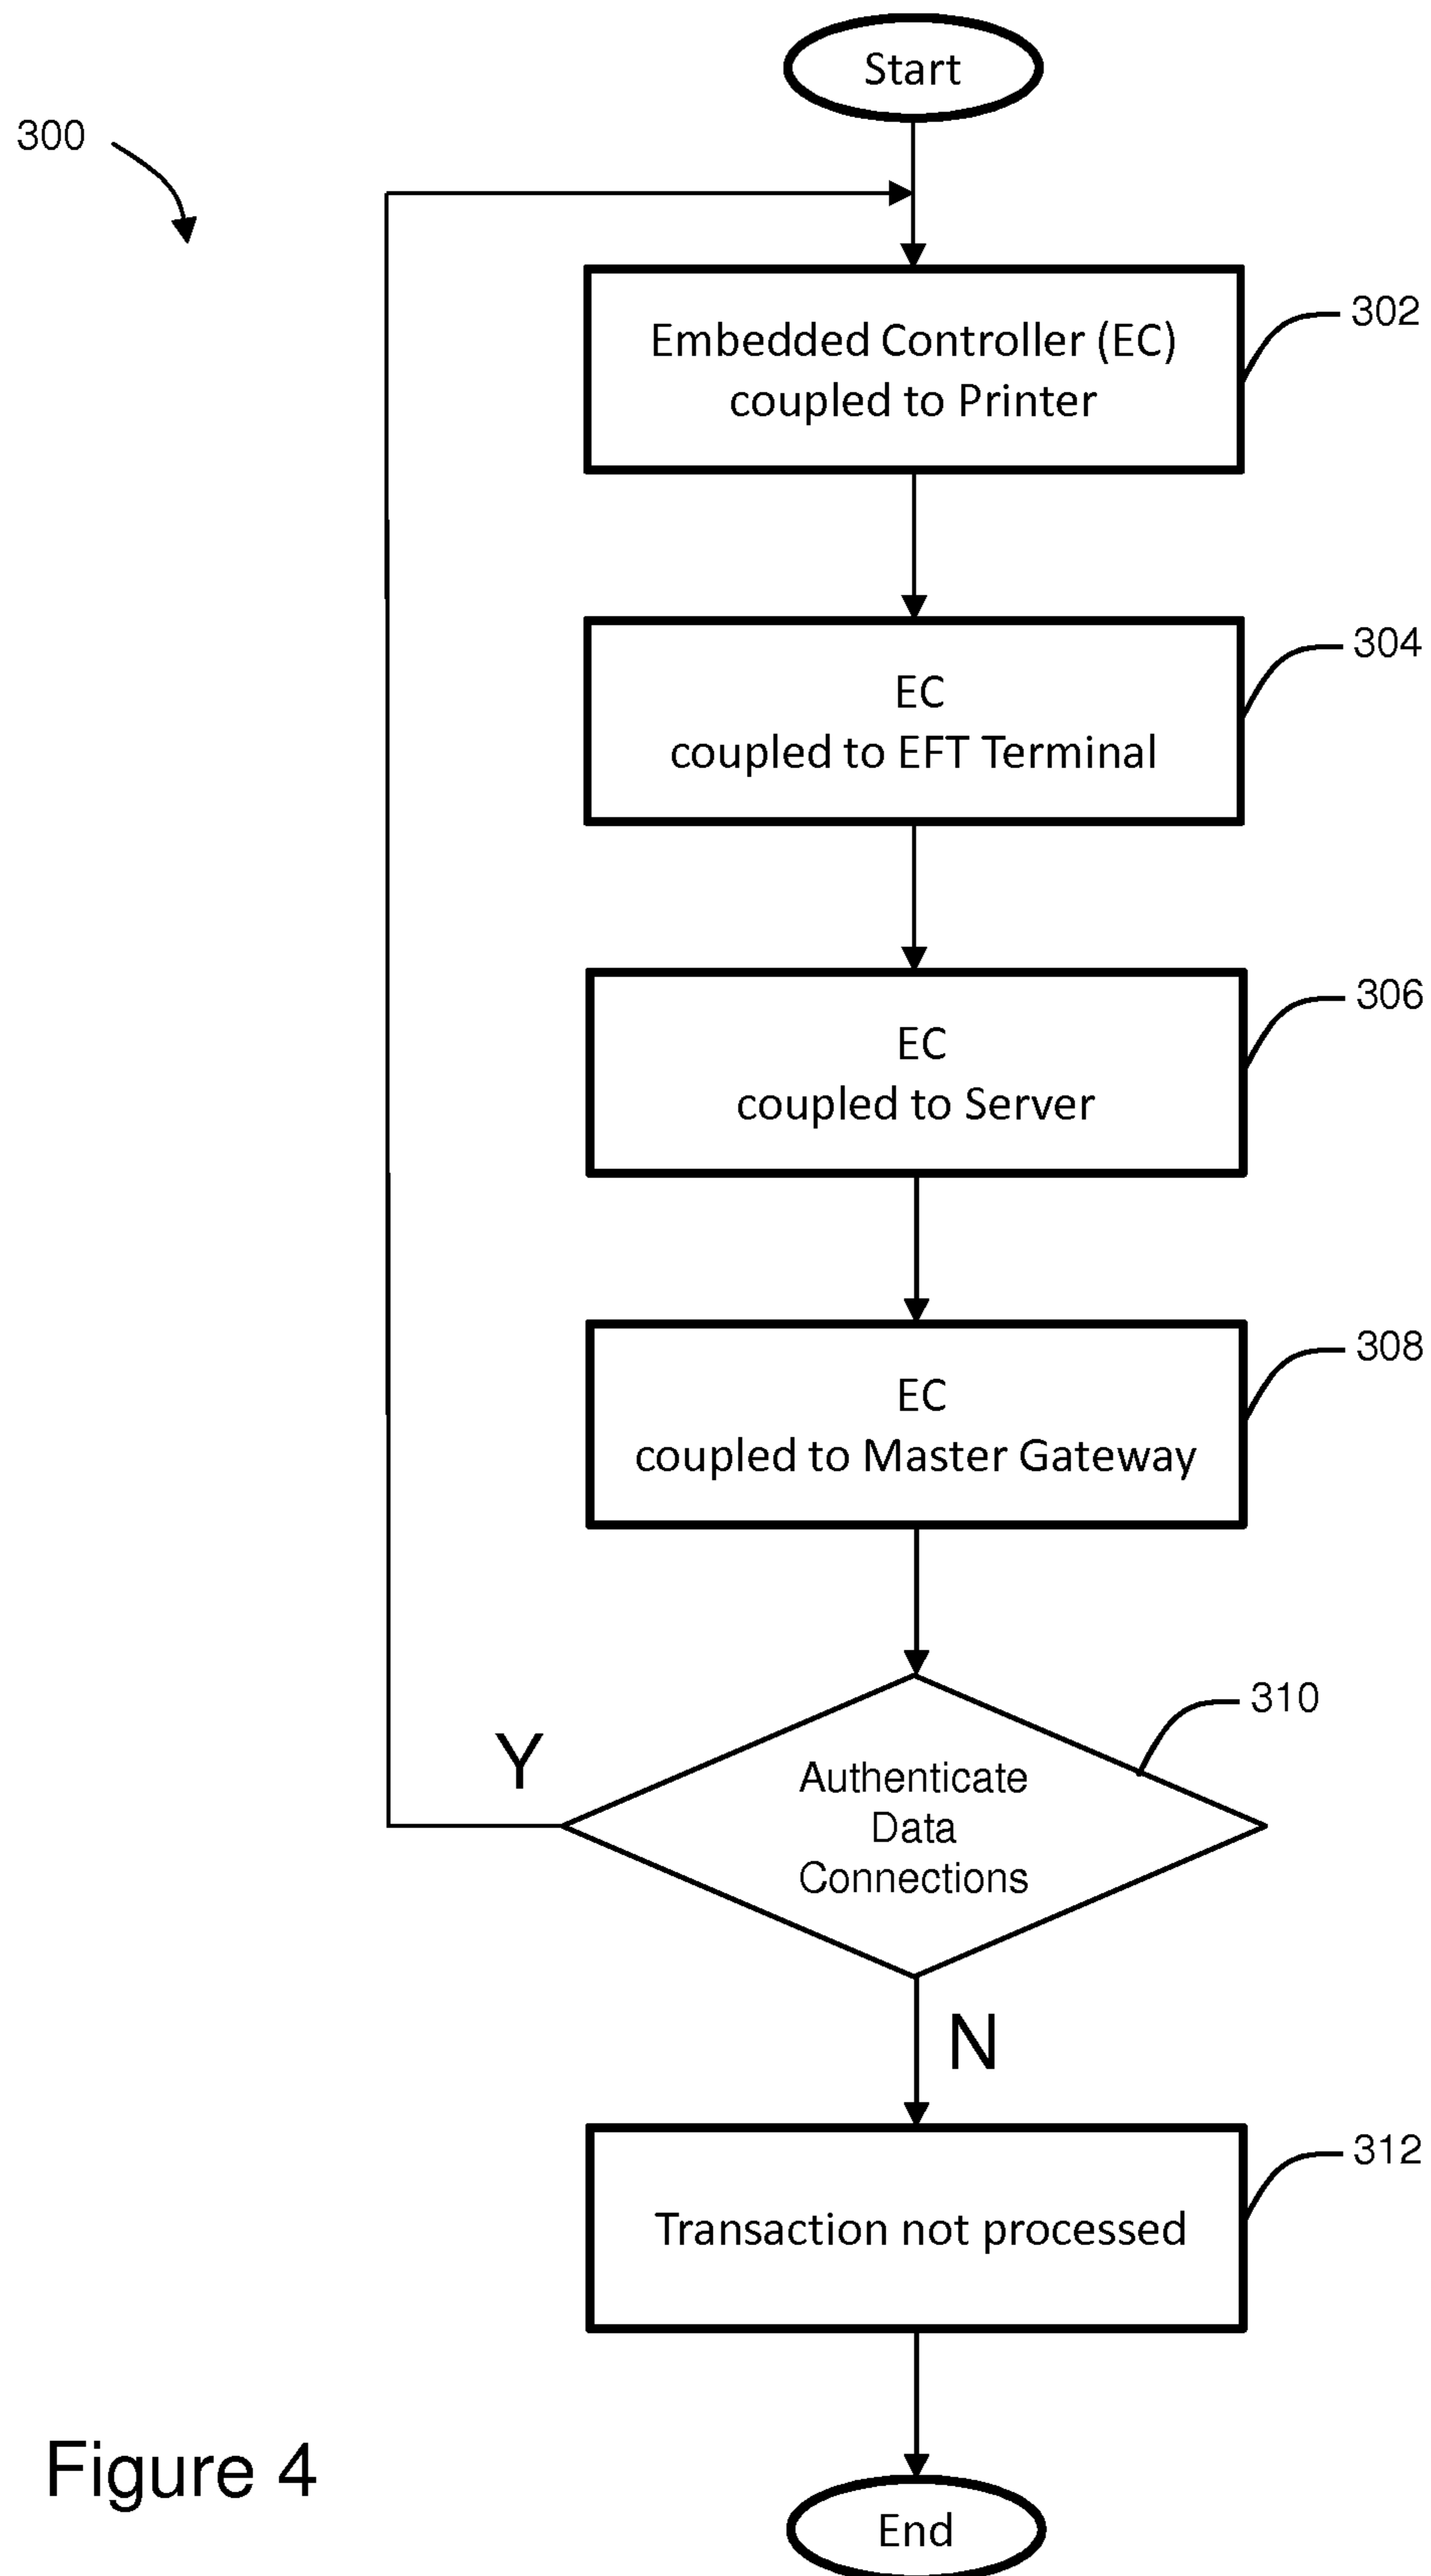 Start
300
Embedded Controller (EC)
coupled to Printer
302
EC
coupled to EFT Terminal
304
EC
coupled to Server
306
EC
coupled to Master Gateway
308
310
Y
Authenticate
Data
Connections
N
Transaction not processed
312
Figure 4
End